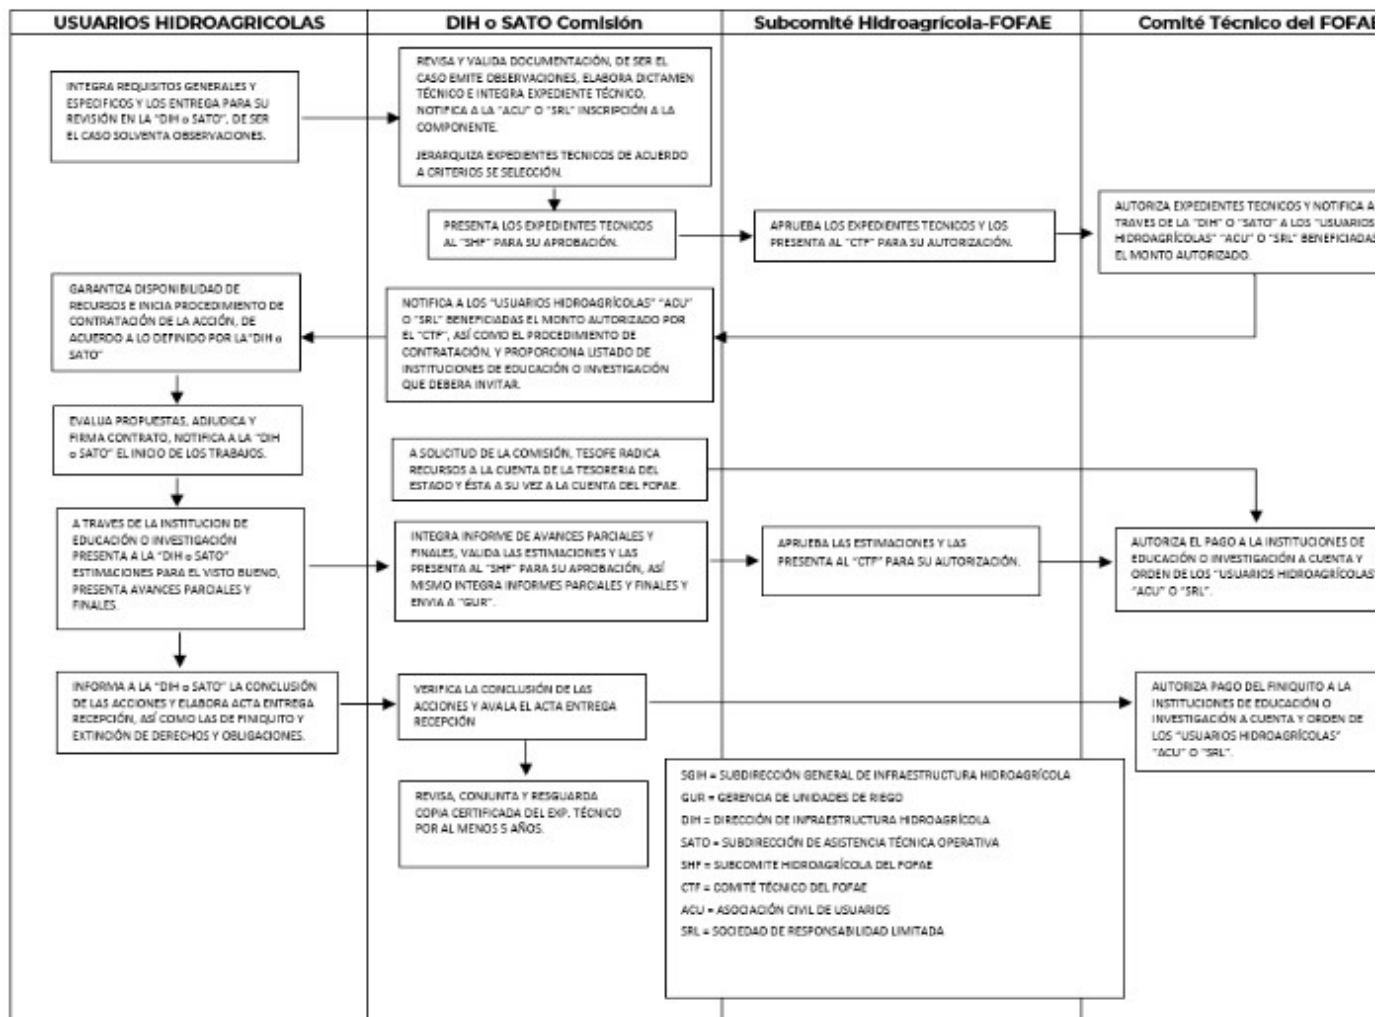 USUARIOS HIDROAGRICOLAS
DIH o SATO Comisión
Subcomité Hidroagrícola-FOFAE
Comité Técnico del FOFAE
INTEGRA REQUISITOS GENERALES Y
ESPECIFICOS Y LOS ENTREGA PARA SU
REVISIÓN EN LA "DIH o SATO", DE SER
EL CASO SOLVENTA OBSERVACIONES.
REVISA Y VALIDA DOCUMENTACIÓN, DE SER EL
CASO EMITE OBSERVACIONES, ELABORA DICTAMEN
TÉCNICO E INTEGRA EXPEDIENTE TÉCNICO,
NOTIFICA A LA "ACU" O "SRL" INSCRIPCIÓN A LA
COMPONENTE.
JERARQUIZA EXPEDIENTES TECNICOS DE ACUERDO
A CRITERIOS SE SELECCIÓN.
PRESENTA LOS EXPEDIENTES TECNICOS
AL "SHF" PARA SU APROBACIÓN.
APRUEBA LOS EXPEDIENTES TECNICOS Y LOS
PRESENTA AL "CTF" PARA SU AUTORIZACIÓN.
AUTORIZA EXPEDIENTES TECNICOS Y NOTIFICA A
TRAVES DE LA "DIH" O "SATO" A LOS "USUARIOS
HIDROAGRÍCOLAS" "ACU" O "SRL" BENEFICIADAS
EL MONTO AUTORIZADO.
GARANTIZA DISPONIBILIDAD DE
RECURSOS E INICIA PROCEDIMIENTO DE
CONTRATACIÓN DE LA ACCIÓN, DE
ACUERDO A LO DEFINIDO POR LA"DIH o
SATO"
NOTIFICA A LOS "USUARIOS HIDROAGRÍCOLAS" "ACU"
O "SRL" BENEFICIADAS EL MONTO AUTORIZADO POR
EL "CTF", ASÍ COMO EL PROCEDIMIENTO DE
CONTRATACIÓN, Y PROPORCIONA LISTADO DE
INSTITUCIONES DE EDUCACIÓN O INVESTIGACIÓN
QUE DEBERA INVITAR.
EVALUA PROPUESTAS, ADJUDICA Y
FIRMA CONTRATO, NOTIFICA A LA "DIH
o SATO" EL INICIO DE LOS TRABAJOS.
A SOLICITUD DE LA COMISIÓN, TESOFE RADICA
RECURSOS A LA CUENTA DE LA TESORERIA DEL
ESTADO Y ÉSTA A SU VEZ A LA CUENTA DEL FOFAE.
A TRAVES DE LA INSTITUCION DE
EDUCACIÓN O INVESTIGACIÓN
PRESENTA A LA "DIH o SATO"
ESTIMACIONES PARA EL VISTO BUENO,
PRESENTA AVANCES PARCIALES Y
FINALES.
INTEGRA INFORME DE AVANCES PARCIALES Y
FINALES, VALIDA LAS ESTIMACIONES Y LAS
PRESENTA AL "SHF" PARA SU APROBACIÓN, ASÍ
MISMO INTEGRA INFORMES PARCIALES Y FINALES Y
ENVIA A "GUR".
APRUEBA LAS ESTIMACIONES Y LAS
PRESENTA AL "CTF" PARA SU AUTORIZACIÓN.
AUTORIZA EL PAGO A LA INSTITUCIONES DE
EDUCACIÓN O INVESTIGACIÓN A CUENTA Y
ORDEN DE LOS "USUARIOS HIDROAGRÍCOLAS"
"ACU" O "SRL".
INFORMA A LA "DIH o SATO" LA CONCLUSIÓN
DE LAS ACCIONES Y ELABORA ACTA ENTREGA
RECEPCIÓN, ASÍ COMO LAS DE FINIQUITO Y
EXTINCIÓN DE DERECHOS Y OBLIGACIONES.
VERIFICA LA CONCLUSIÓN DE LAS
ACCIONES Y AVALA EL ACTA ENTREGA
RECEPCIÓN
AUTORIZA PAGO DEL FINIQUITO A LA
INSTITUCIONES DE EDUCACIÓN O
INVESTIGACIÓN A CUENTA Y ORDEN DE
LOS "USUARIOS HIDROAGRÍCOLAS"
"ACU" O "SRL".
REVISA, CONJUNTA Y RESGUARDA
COPIA CERTIFICADA DEL EXP. TÉCNICO
POR AL MENOS 5 AÑOS.
SGIH = SUBDIRECCIÓN GENERAL DE INFRAESTRUCTURA HIDROAGRÍCOLA
GUR = GERENCIA DE UNIDADES DE RIEGO
DIH = DIRECCIÓN DE INFRAESTRUCTURA HIDROAGRÍCOLA
SATO = SUBDIRECCIÓN DE ASISTENCIA TÉCNICA OPERATIVA
SHF = SUBCOMITE HIDROAGRÍCOLA DEL FOFAE
CTF = COMITÉ TÉCNICO DEL FOFAE
ACU = ASOCIACIÓN CIVIL DE USUARIOS
SRL = SOCIEDAD DE RESPONSABILIDAD LIMITADA